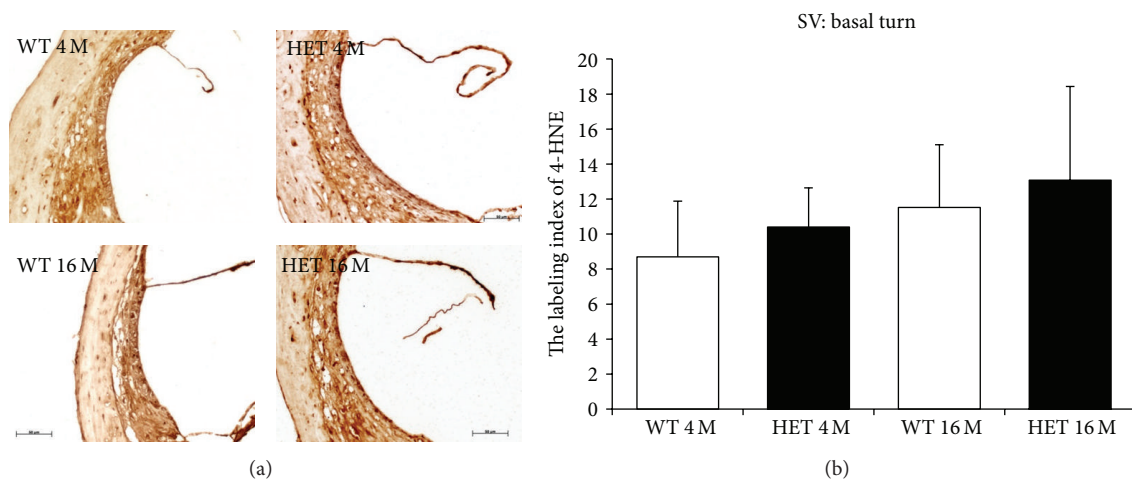 WT 4 M
HET 4 M
WT 16 M
HET 16 M
(a)
SV: basal turn
The labeling index of 4-HNE
20
18
16
14
12
10
8
6
4
2
0
WT 4 M
HET 4 M
WT 16 M
HET 16 M
(b)